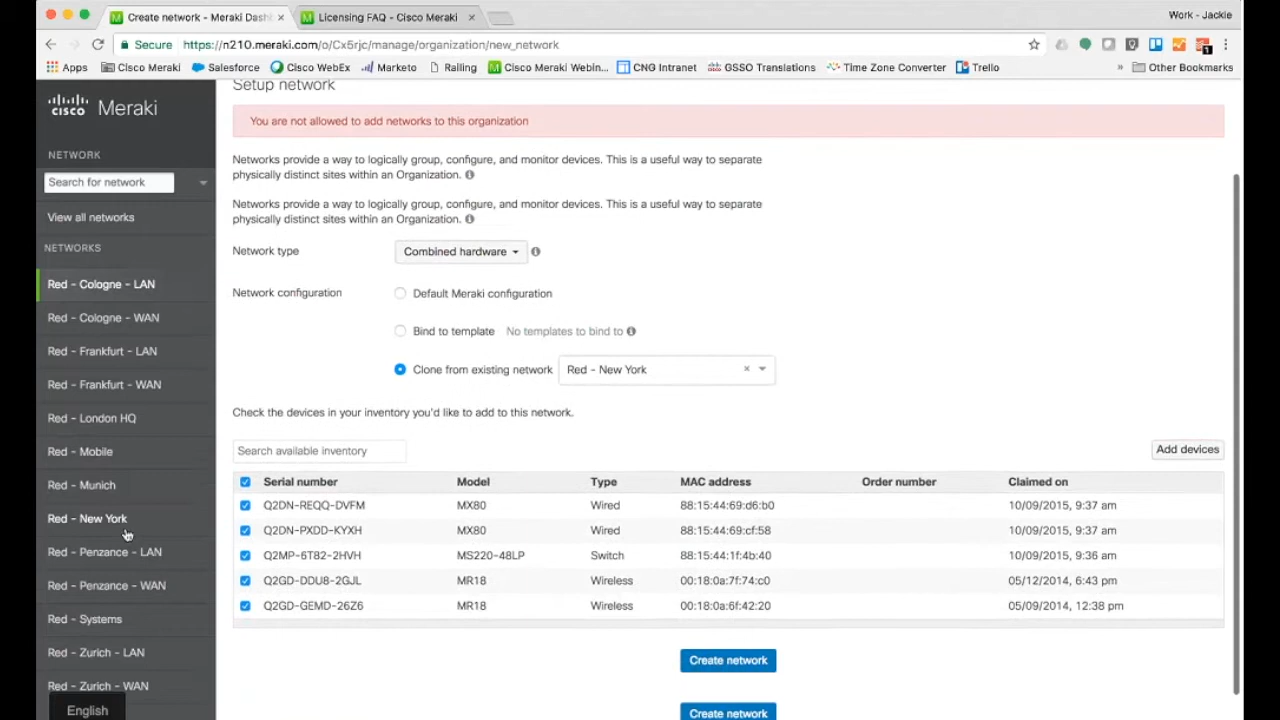 Create network - Meraki Dash
Licensing FAQ - Cisco Meraki
Work - Jackie
Secure
https://n210.meraki.com/o/Cx5rjc/manage/organization/new_network
1
Apps
Cisco Meraki
Salesforce
Cisco WebEx
Marketo
Railing
Cisco Meraki Webin...
CNG Intranet
GSSO Translations
Time Zone Converter
Trello
»
Other Bookmarks
cisco Meraki
NETWORK
Search for network
View all networks
NETWORKS
Red - Cologne - LAN
Red - Cologne - WAN
Red - Frankfurt - LAN
Red - Frankfurt - WAN
Red - London HQ
Red - Mobile
Red - Munich
Red - New York
Red - Penzance - LAN
Red - Penzance - WAN
Red - Systems
Red - Zurich - LAN
Red - Zurich - WAN
English
Setup network
You are not allowed to add networks to this organization
Networks provide a way to logically group, configure, and monitor devices. This is a useful way to separate
physically distinct sites within an Organization.
Networks provide a way to logically group, configure, and monitor devices. This is a useful way to separate
physically distinct sites within an Organization.
Network type Combined hardware
Network configuration Default Meraki configuration
Bind to template No templates to bind to
Clone from existing network Red - New York ×
Check the devices in your inventory you'd like to add to this network.
Search available inventory Add devices
Serial number Model Type MAC address Order number Claimed on
Q2DN-REQQ-DVFM MX80 Wired 88:15:44:69:d6:b0 10/09/2015, 9:37 am
Q2DN-PXDD-KYXH MX80 Wired 88:15:44:69:cf:58 10/09/2015, 9:37 am
Q2MP-6T82-2HVH MS220-48LP Switch 88:15:44:1f:4b:40 10/09/2015, 9:36 am
Q2GD-DDU8-2GJL MR18 Wireless 00:18:0a:7f:74:c0 05/12/2014, 6:43 pm
Q2GD-GEMD-26Z6 MR18 Wireless 00:18:0a:6f:42:20 05/09/2014, 12:38 pm
Create network
Create network